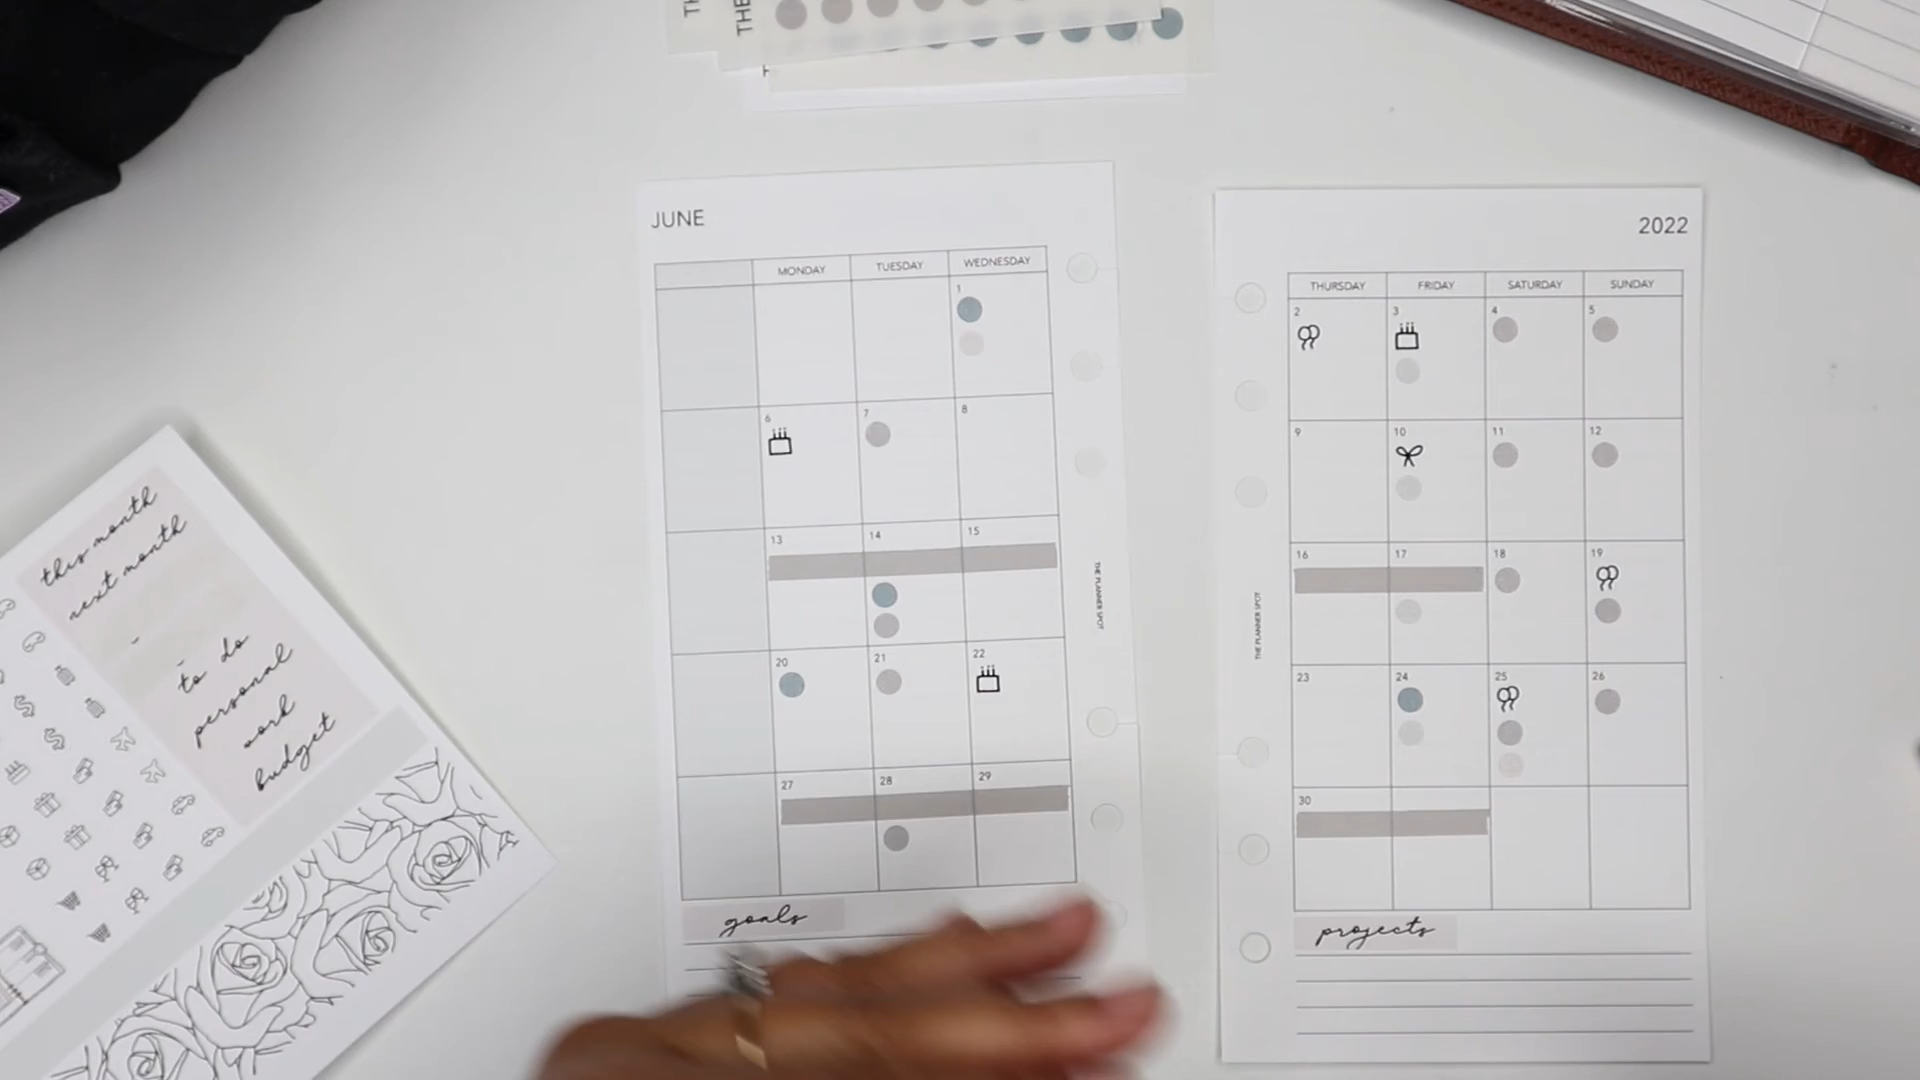 THE
JUNE
MONDAY TUESDAY WEDNESDAY
1
6 7 8
13 14 15
20 21 22
27 28 29
goals
THE PLANNER SPOT
2022
THURSDAY FRIDAY SATURDAY SUNDAY
2 3 4 5
9 10 11 12
16 17 18 19
23 24 25 26
30
projects
THE PLANNER SPOT
this month
next month
to do
personal
work
budget